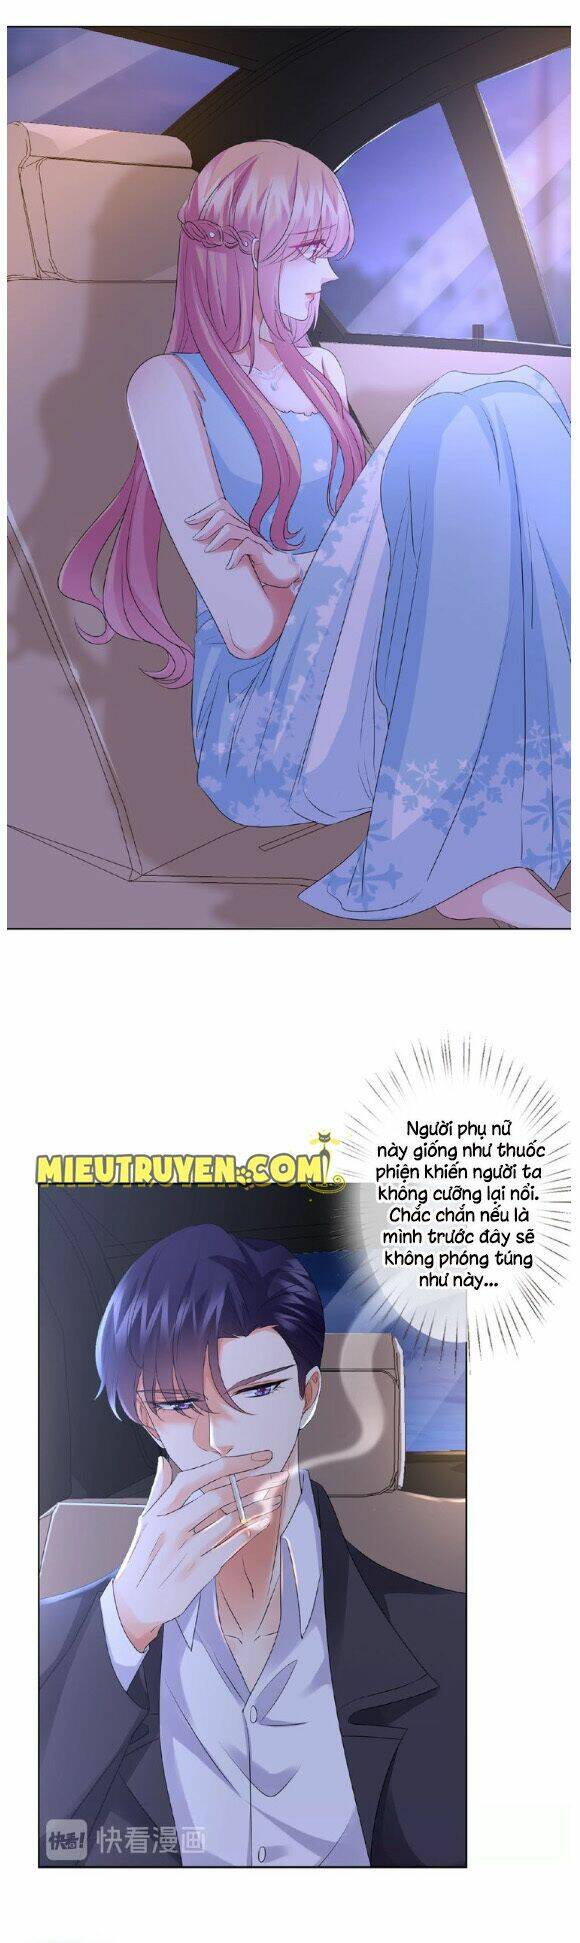 Người phụ nữ
này giống như thuốc
phiện khiến người ta
không cưỡng lại nổi.
Chắc chắn nếu là
mình trước đây sẽ
không phóng túng
như này...
MIEUTRUYEN.COM
快看! 快看漫画